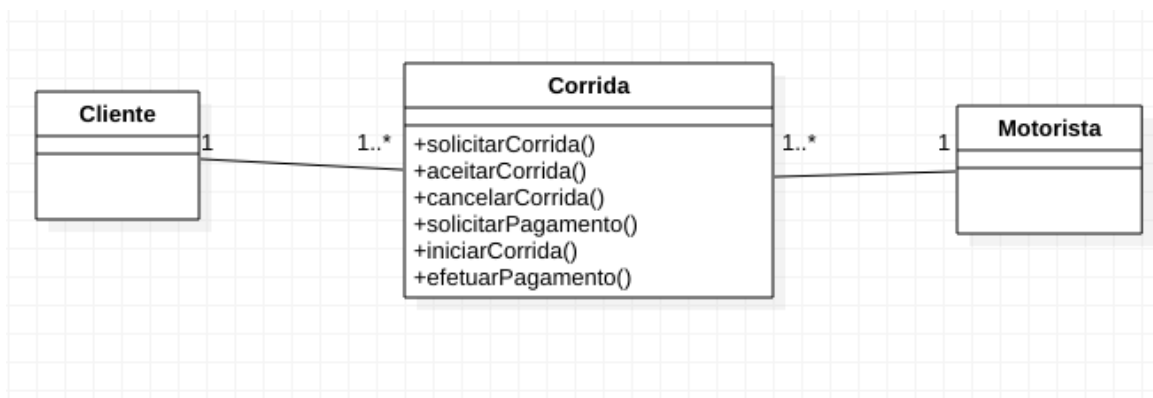 Cliente
1
1..*
Corrida
+solicitarCorrida()
+aceitarCorrida()
+cancelarCorrida()
+solicitarPagamento()
+iniciarCorrida()
+efetuarPagamento()
1..*
1
Motorista